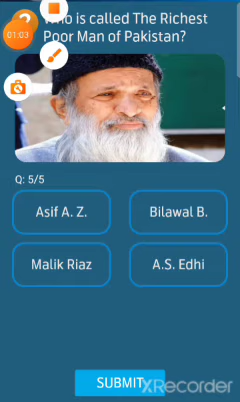 is called The Richest
Poor Man of Pakistan?
01:03
Q: 5/5
Asif A. Z.
Bilawal B.
Malik Riaz
A.S. Edhi
SUBMIT
XRecorder